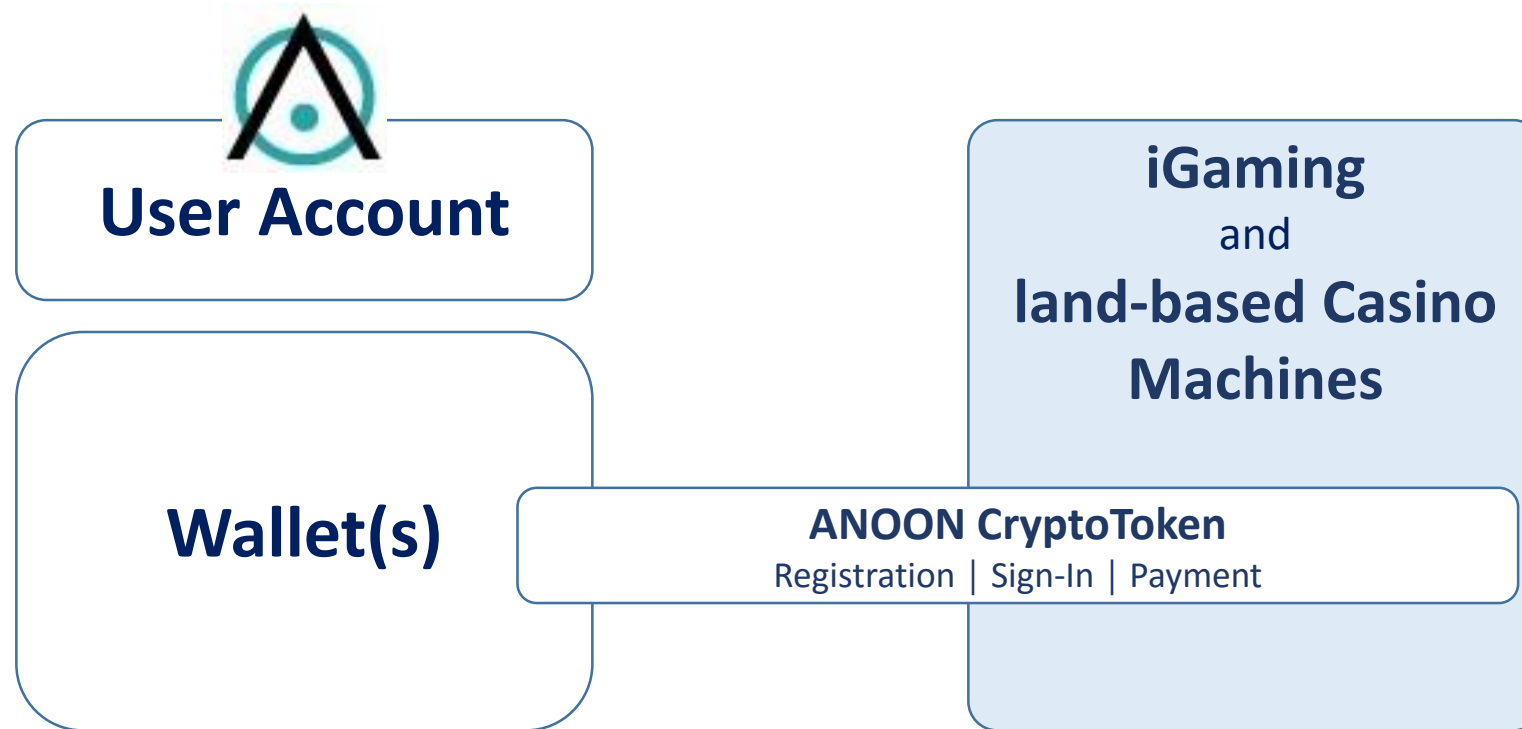 User Account
Wallet(s)
iGaming
and
land-based Casino
Machines
ANOON CryptoToken
Registration | Sign-In | Payment